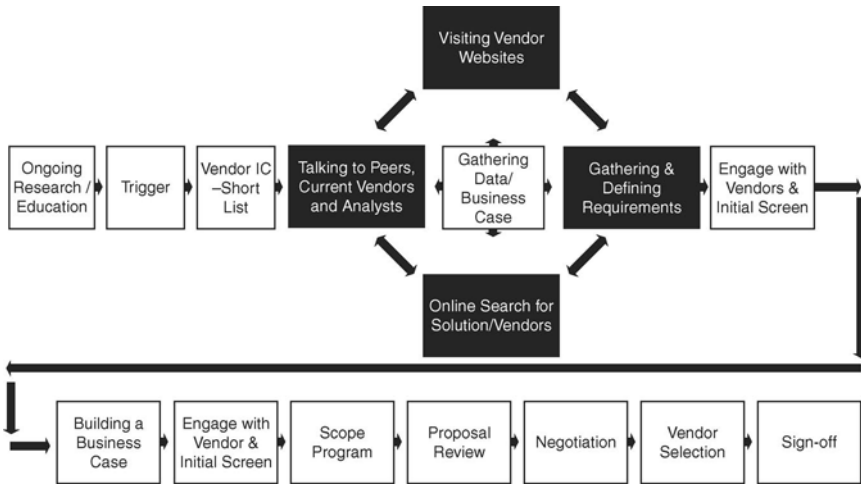 Visiting Vendor
Websites
Ongoing
Research /
Education
Trigger
Vendor IC
–Short
List
Talking to Peers,
Current Vendors
and Analysts
Gathering
Data/
Business
Case
Gathering &
Defining
Requirements
Engage with
Vendors &
Initial Screen
Online Search for
Solution/Vendors
Building a
Business
Case
Engage with
Vendor &
Initial Screen
Scope
Program
Proposal
Review
Negotiation
Vendor
Selection
Sign-off